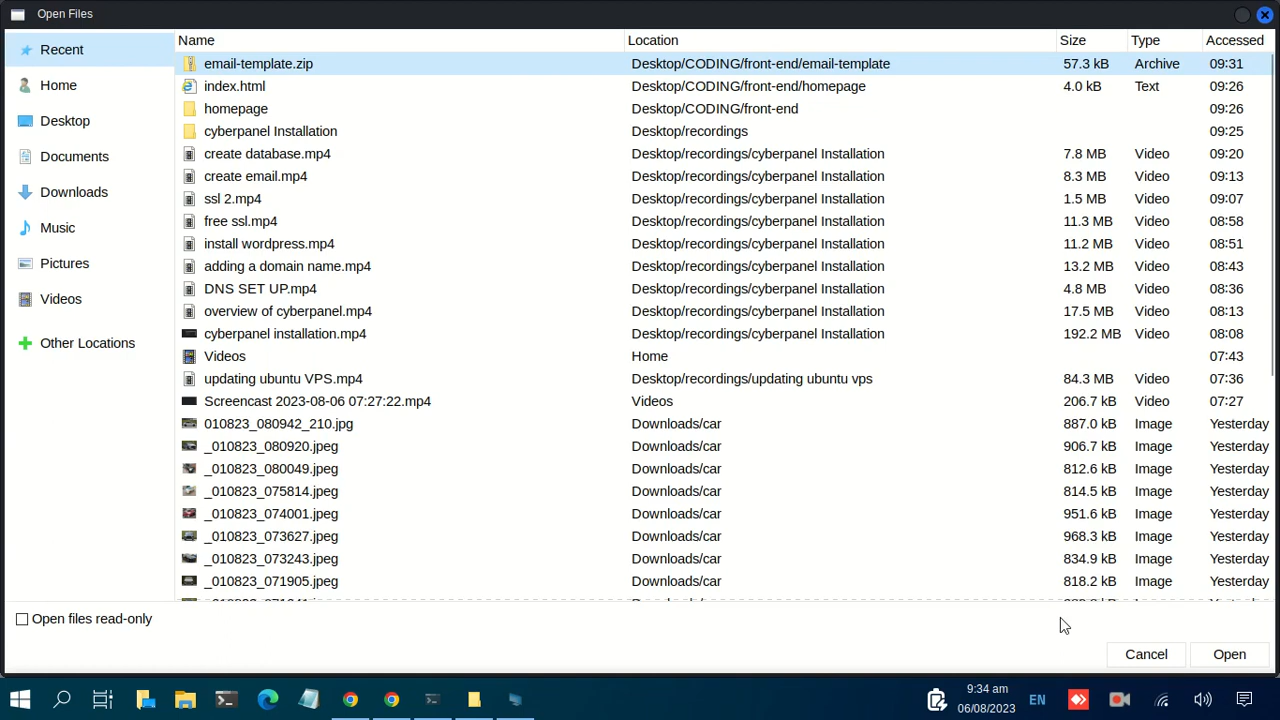 Open Files
Recent
Home
Desktop
Documents
Downloads
Music
Pictures
Videos
Other Locations
Name Location Size Type Accessed
email-template.zip Desktop/CODING/front-end/email-template 57.3 kB Archive 09:31
index.html Desktop/CODING/front-end/homepage 4.0 kB Text 09:26
homepage Desktop/CODING/front-end 09:26
cyberpanel Installation Desktop/recordings 09:25
create database.mp4 Desktop/recordings/cyberpanel Installation 7.8 MB Video 09:20
create email.mp4 Desktop/recordings/cyberpanel Installation 8.3 MB Video 09:13
ssl 2.mp4 Desktop/recordings/cyberpanel Installation 1.5 MB Video 09:07
free ssl.mp4 Desktop/recordings/cyberpanel Installation 11.3 MB Video 08:58
install wordpress.mp4 Desktop/recordings/cyberpanel Installation 11.2 MB Video 08:51
adding a domain name.mp4 Desktop/recordings/cyberpanel Installation 13.2 MB Video 08:43
DNS SET UP.mp4 Desktop/recordings/cyberpanel Installation 4.8 MB Video 08:36
overview of cyberpanel.mp4 Desktop/recordings/cyberpanel Installation 17.5 MB Video 08:13
cyberpanel installation.mp4 Desktop/recordings/cyberpanel Installation 192.2 MB Video 08:08
Videos Home 07:43
updating ubuntu VPS.mp4 Desktop/recordings/updating ubuntu vps 84.3 MB Video 07:36
Screencast 2023-08-06 07:27:22.mp4 Videos 206.7 kB Video 07:27
010823_080942_210.jpg Downloads/car 887.0 kB Image Yesterday
_010823_080920.jpeg Downloads/car 906.7 kB Image Yesterday
_010823_080049.jpeg Downloads/car 812.6 kB Image Yesterday
_010823_075814.jpeg Downloads/car 814.5 kB Image Yesterday
_010823_074001.jpeg Downloads/car 951.6 kB Image Yesterday
_010823_073627.jpeg Downloads/car 968.3 kB Image Yesterday
_010823_073243.jpeg Downloads/car 834.9 kB Image Yesterday
_010823_071905.jpeg Downloads/car 818.2 kB Image Yesterday
Open files read-only
Cancel Open
9:34 am
06/08/2023
EN